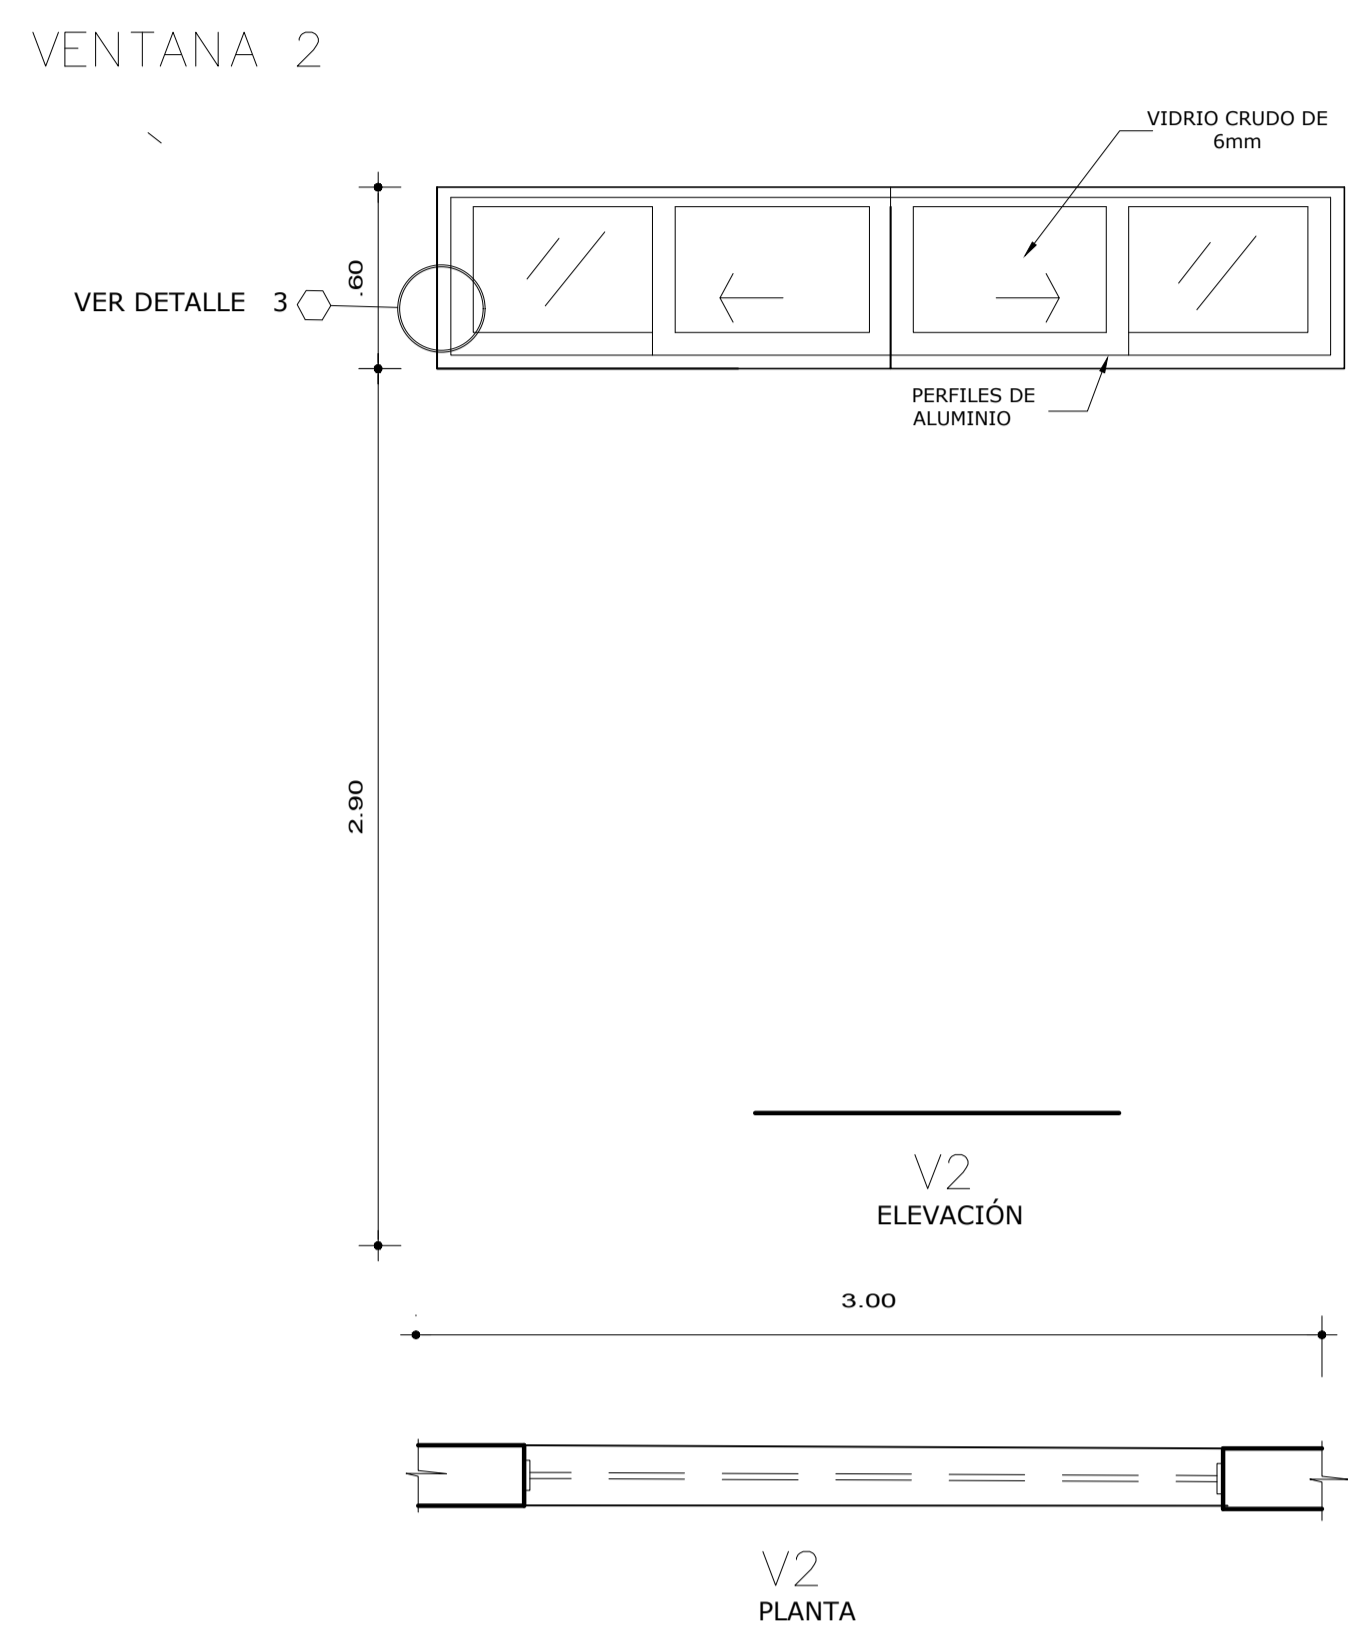 VENTANA 2
VIDRIO CRUDO DE
6mm
.60
VER DETALLE 3
PERFILES DE
ALUMINIO
2.90
V2
ELEVACIÓN
3.00
V2
PLANTA